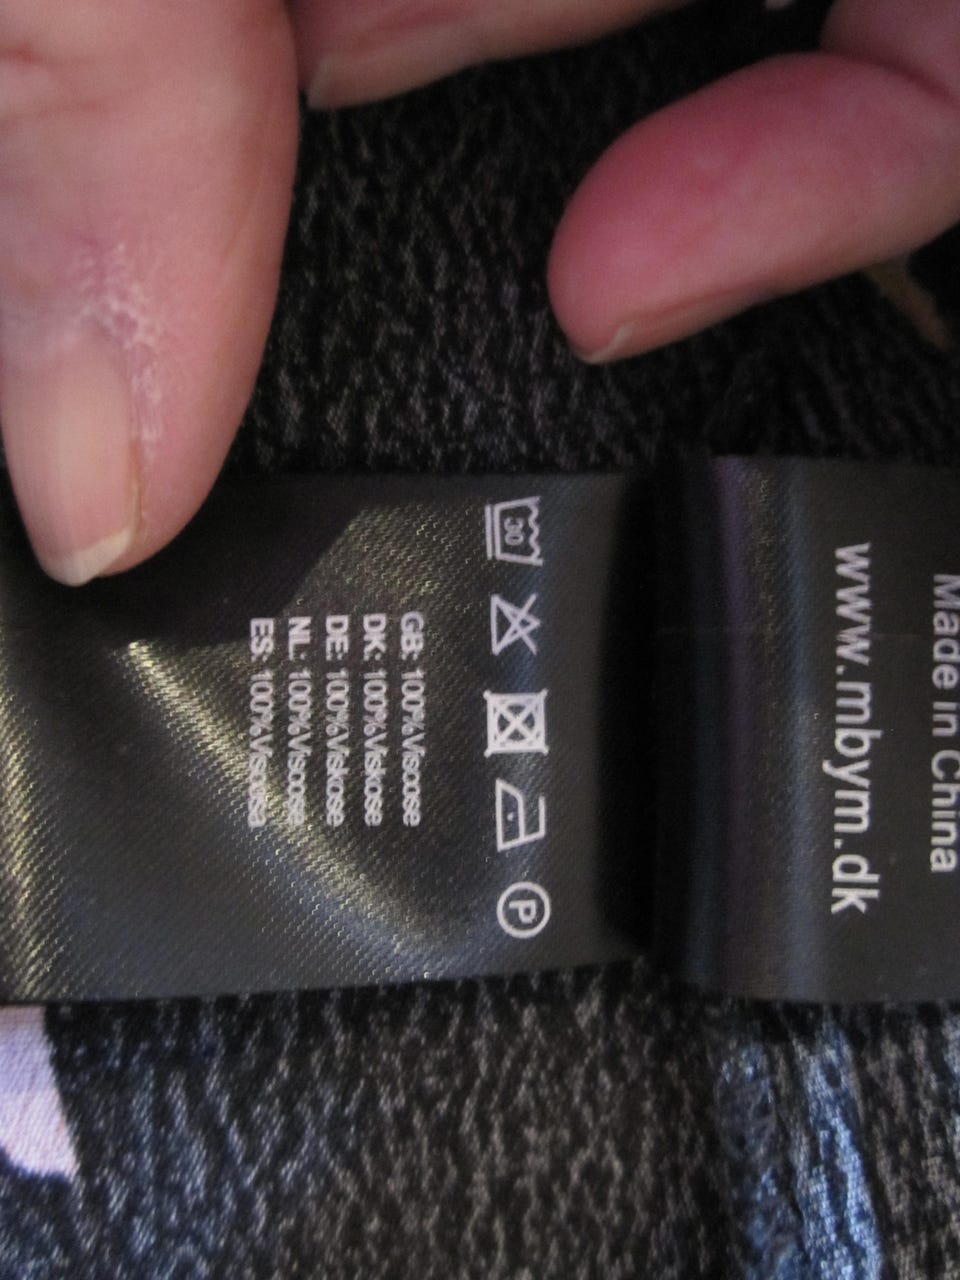 Made in China
www.mbym.dk
30
P
GB: 100%Viscose
DK: 100%Viskose
DE: 100%Viskose
NL: 100%Viscose
ES: 100%Viscosa